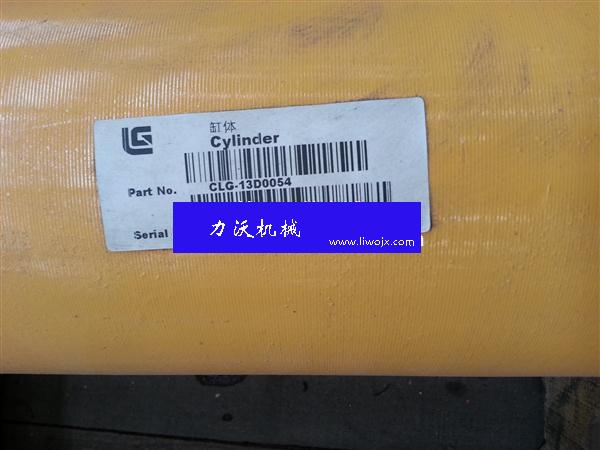 LG
缸体
Cylinder
Part No.
CLG-13D0054
Serial
力沃机械
www.liwojx.com